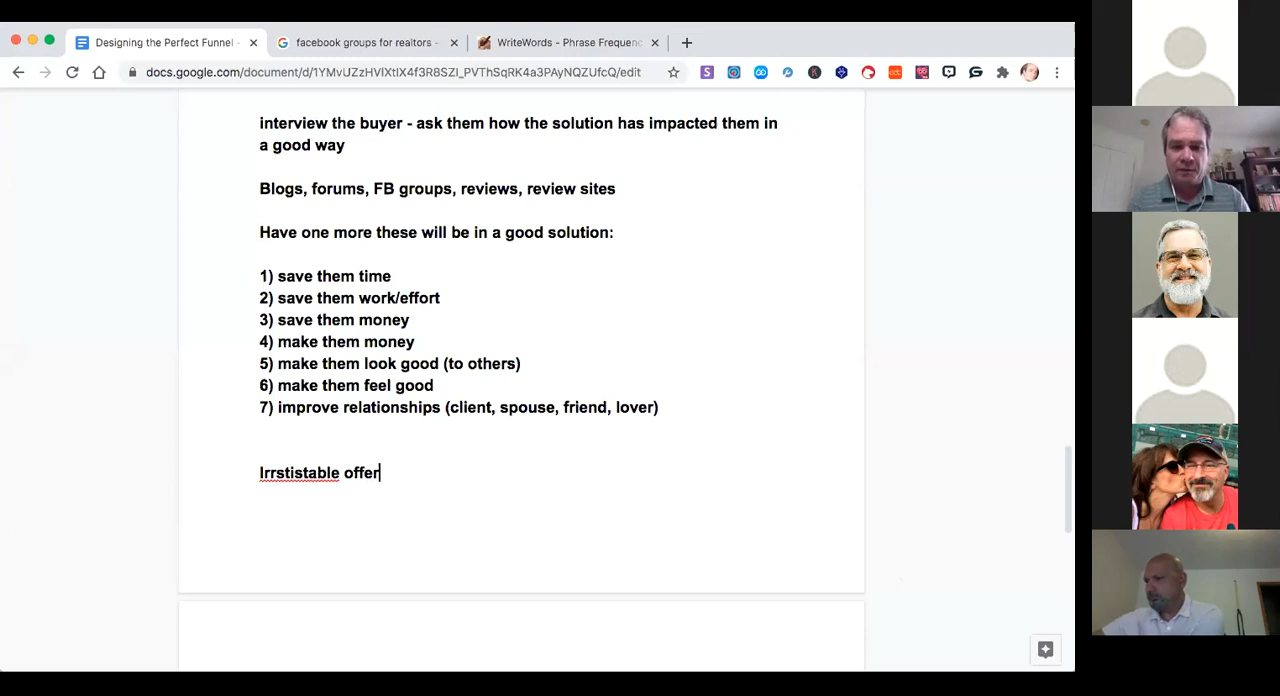 Designing the Perfect Funnel -
facebook groups for realtors -
WriteWords - Phrase Frequenc
docs.google.com/document/d/1YMvUZzHVIXtIX4f3R8SZI_PVThSqRK4a3PAyNQZUfcQ/edit
interview the buyer - ask them how the solution has impacted them in
a good way
Blogs, forums, FB groups, reviews, review sites
Have one more these will be in a good solution:
1) save them time
2) save them work/effort
3) save them money
4) make them money
5) make them look good (to others)
6) make them feel good
7) improve relationships (client, spouse, friend, lover)
Irrstistable offer